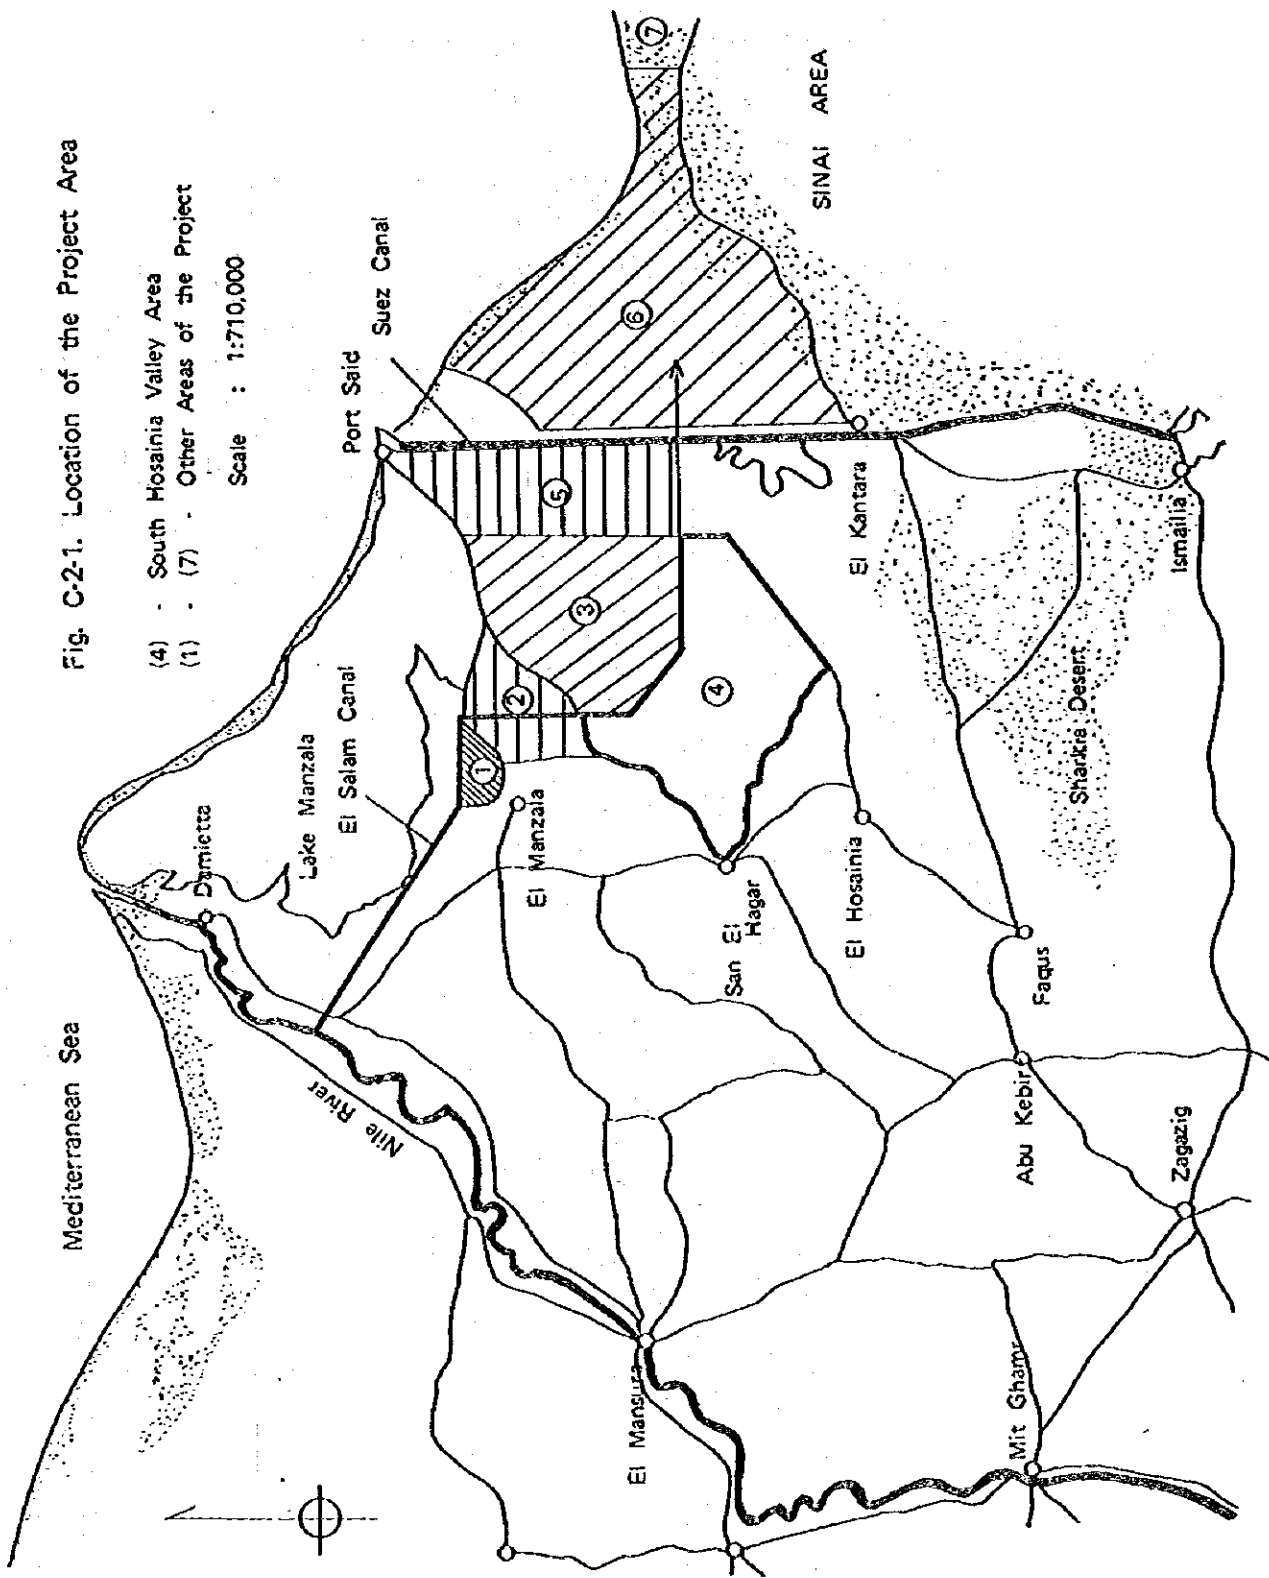 Fig. C-2-1. Location of the Project Area
(4) - South Hosainia Valley Area
(1) - (7) - Other Areas of the Project
Scale : 1:710,000
Mediterranean Sea
Damietta
Lake Manzala
El Salam Canal
Port Said
Suez Canal
Nile River
El Manzala
1
2
3
4
5
6
7
SINAI AREA
San El
Hagar
El Hosainia
El Kantara
El Mansura
Faqus
Abu Kebir
Sharkia Desert
Ismailia
Mit Ghamr
Zagazig